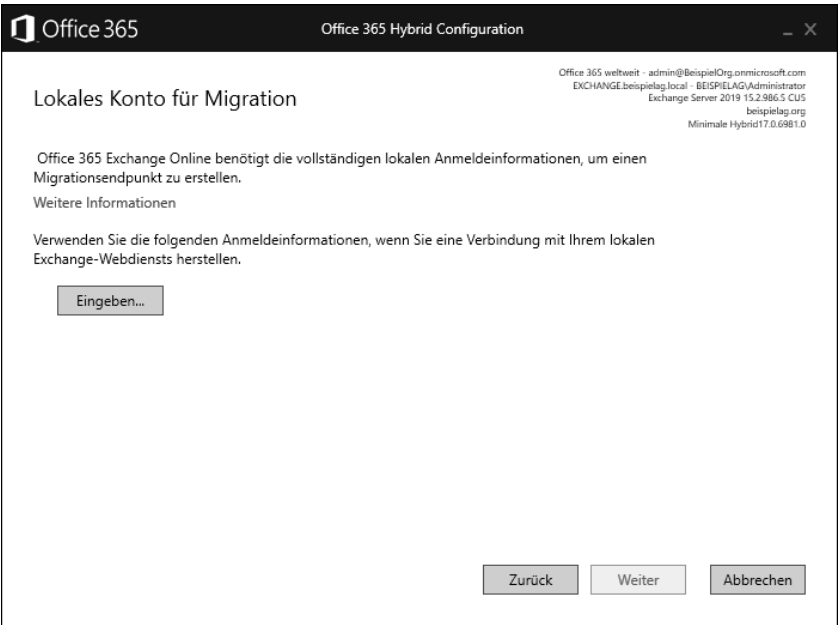 Office 365
Office 365 Hybrid Configuration
Office 365 weltweit - admin@BeispielOrg.onmicrosoft.com
EXCHANGE.beispielag.local - BEISPIELAG\Administrator
Exchange Server 2019 15.2.986.5 CU5
beispielag.org
Minimale Hybrid17.0.6981.0
Lokales Konto für Migration
Office 365 Exchange Online benötigt die vollständigen lokalen Anmeldeinformationen, um einen
Migrationsendpunkt zu erstellen.
Weitere Informationen
Verwenden Sie die folgenden Anmeldeinformationen, wenn Sie eine Verbindung mit Ihrem lokalen
Exchange-Webdiensts herstellen.
Eingeben...
Zurück
Weiter
Abbrechen